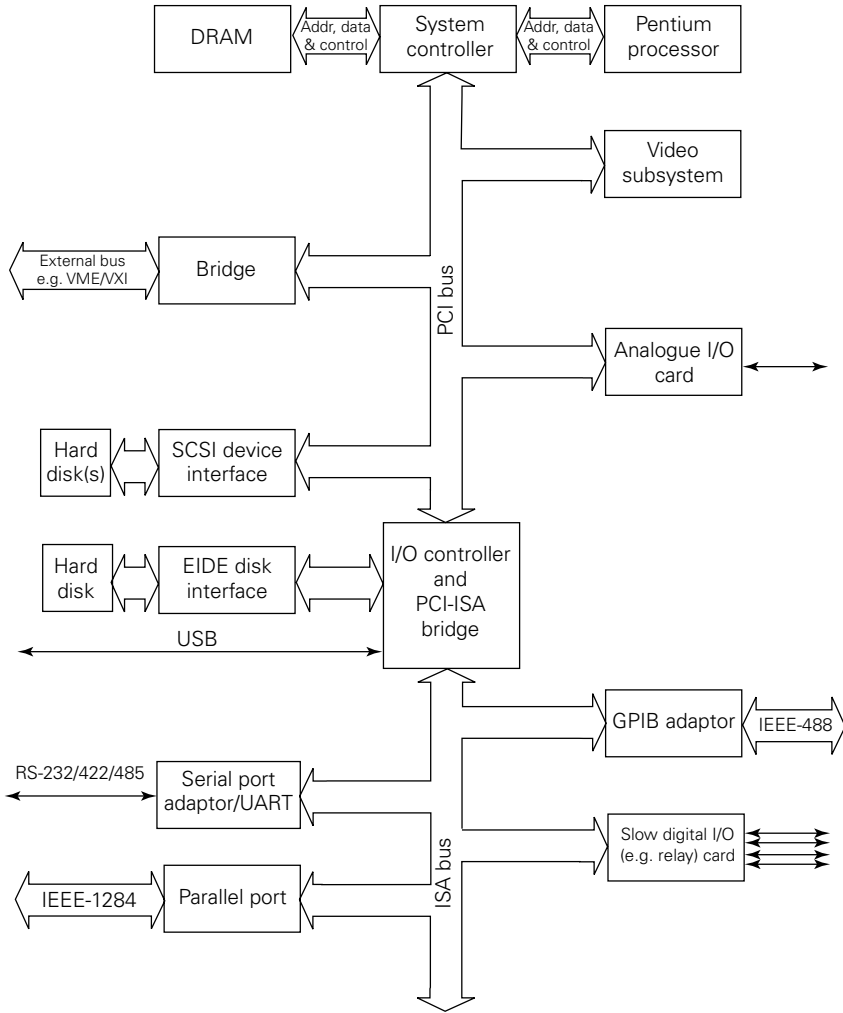 DRAM
Addr, data
& control
System
controller
Addr, data
& control
Pentium
processor
Video
subsystem
External bus
e.g. VME/VXI
Bridge
PCI bus
Analogue I/O
card
Hard
disk(s)
SCSI device
interface
Hard
disk
EIDE disk
interface
I/O controller
and
PCI-ISA
bridge
USB
GPIB adaptor
IEEE-488
RS-232/422/485
Serial port
adaptor/UART
Slow digital I/O
(e.g. relay) card
ISA bus
IEEE-1284
Parallel port